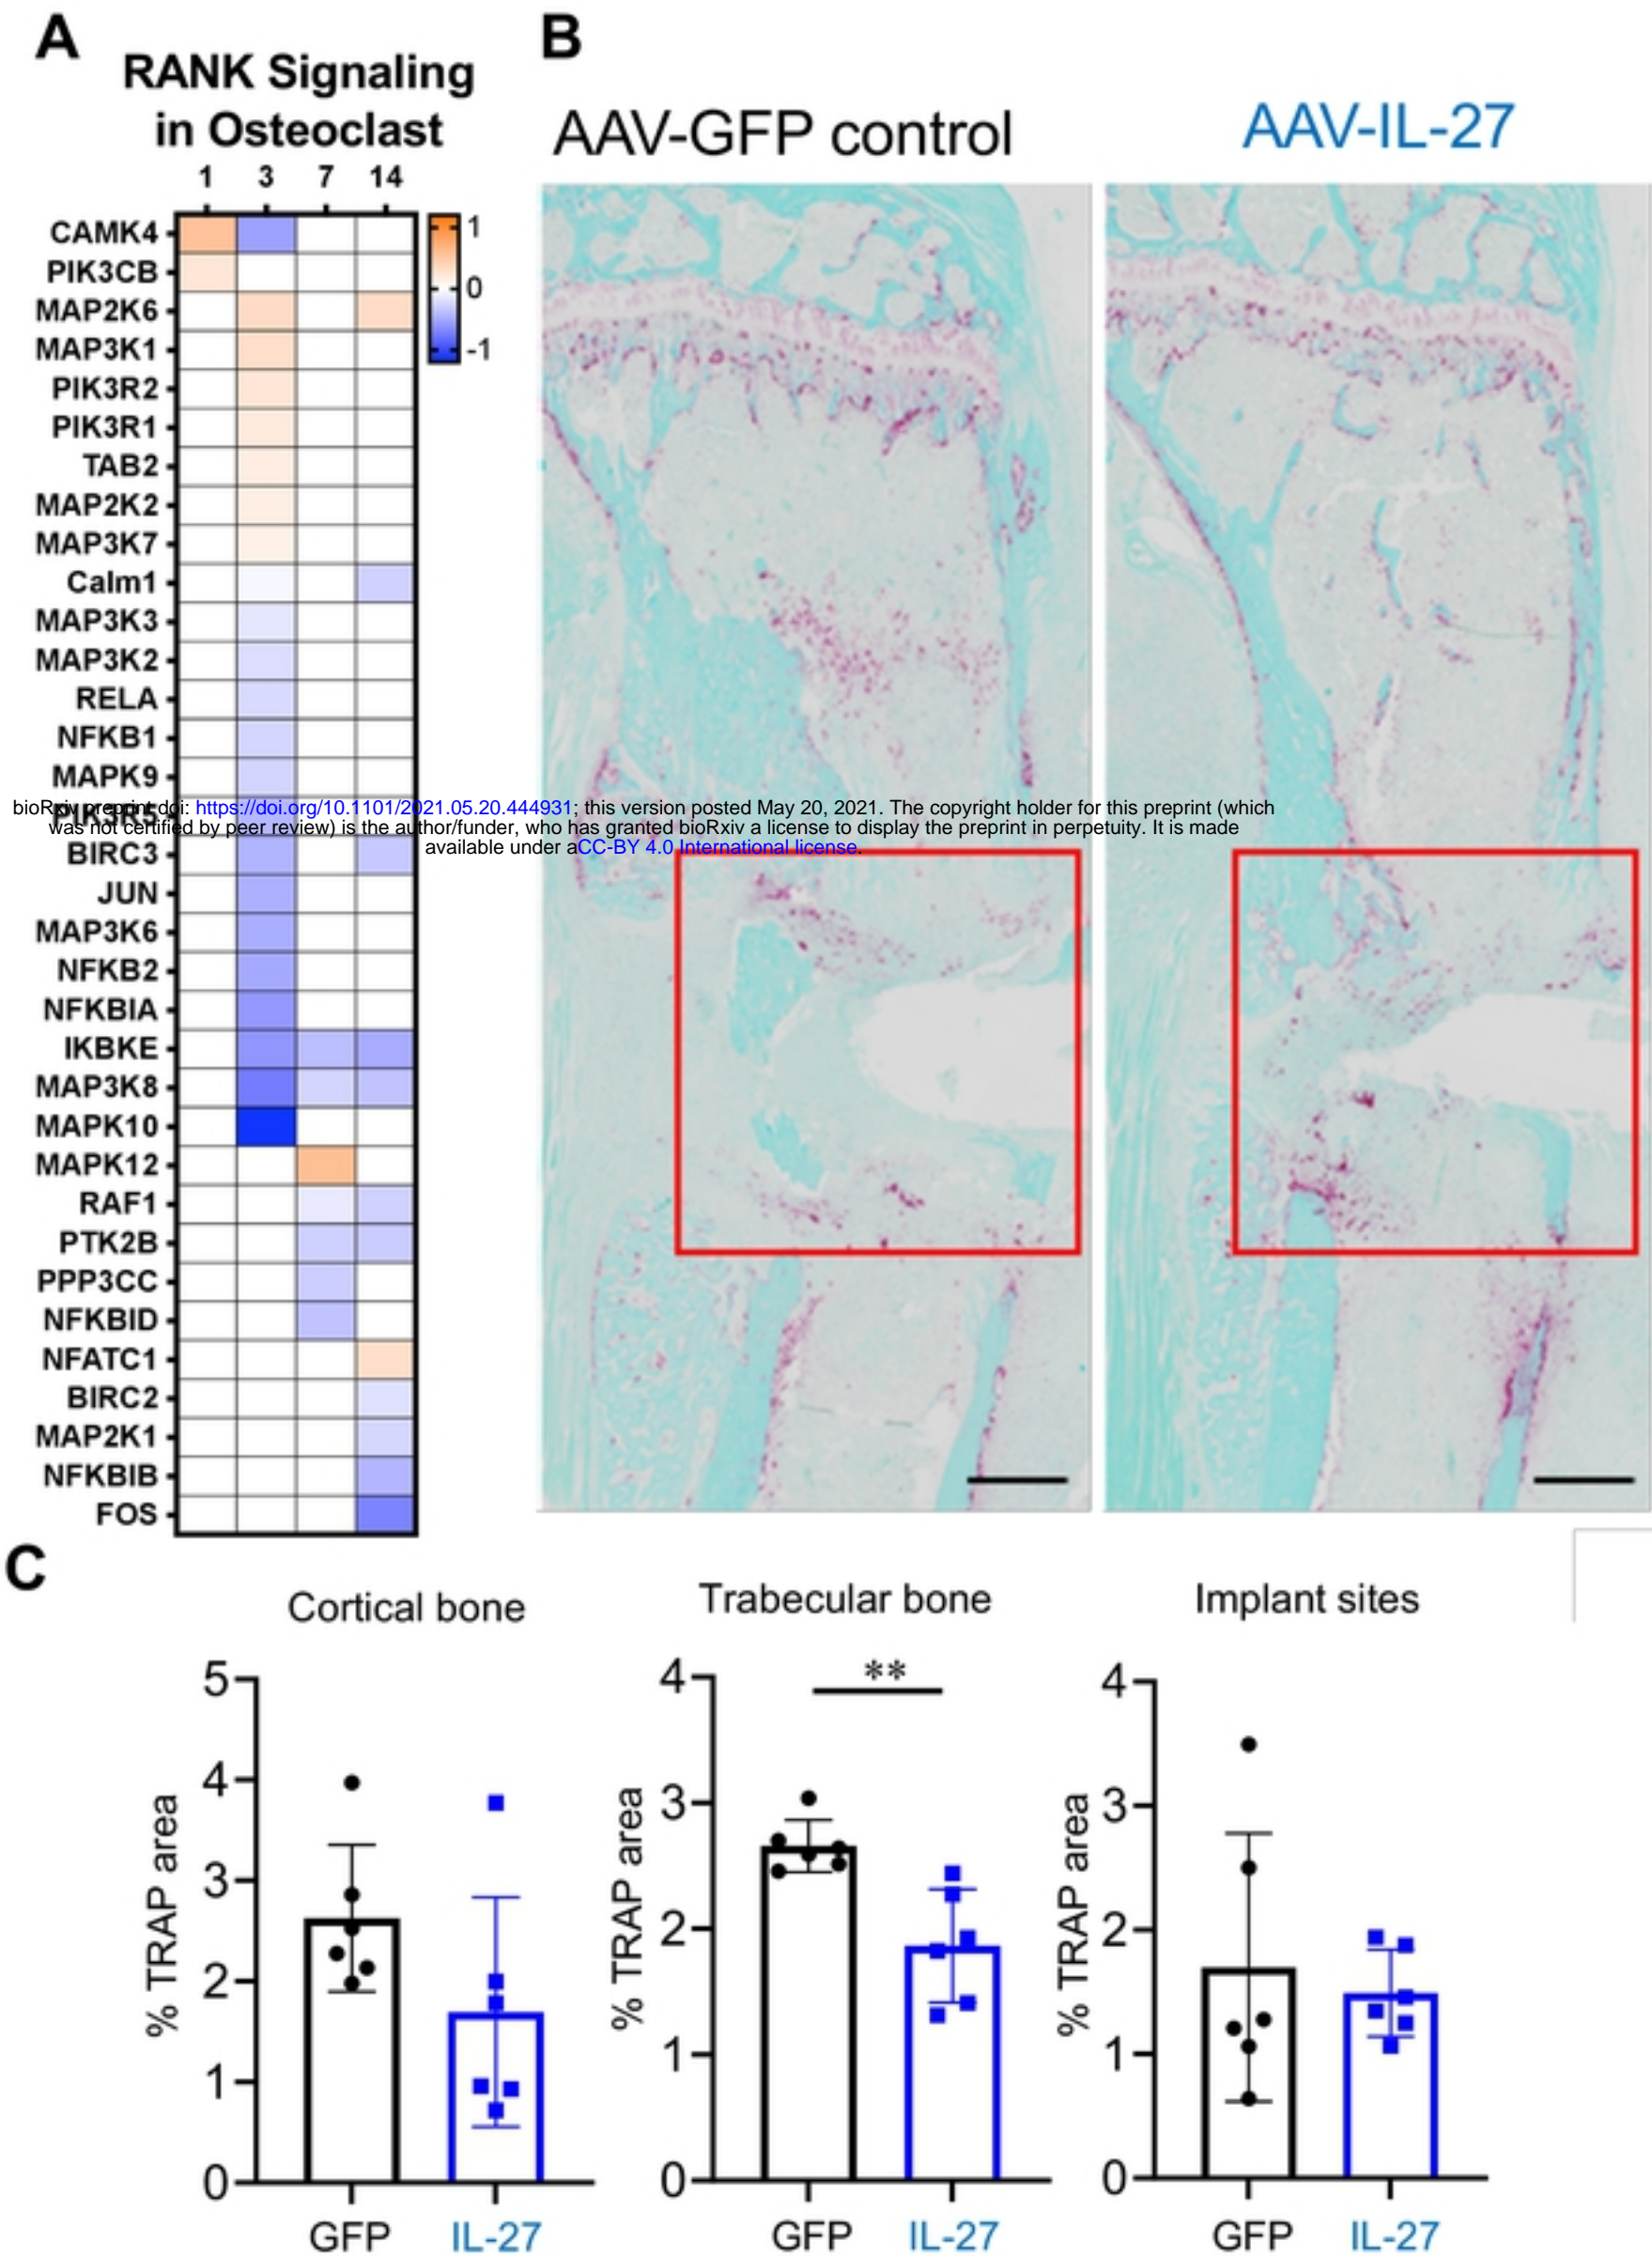 A
RANK Signaling
in Osteoclast
1 3 7 14
CAMK4
PIK3CB
MAP2K6
MAP3K1
PIK3R2
PIK3R1
TAB2
MAP2K2
MAP3K7
Calm1
MAP3K3
MAP3K2
RELA
NFKB1
MAPK9
PIK3R5
BIRC3
JUN
MAP3K6
NFKB2
NFKBIA
IKBKE
MAP3K8
MAPK10
MAPK12
RAF1
PTK2B
PPP3CC
NFKBID
NFATC1
BIRC2
MAP2K1
NFKBIB
FOS
1
0
-1
B
AAV-GFP control
AAV-IL-27
bioRxiv preprint doi: https://doi.org/10.1101/2021.05.20.444931; this version posted May 20, 2021. The copyright holder for this preprint (which
was not certified by peer review) is the author/funder, who has granted bioRxiv a license to display the preprint in perpetuity. It is made
available under aCC-BY 4.0 International license.
C
Cortical bone
% TRAP area
5
4
3
2
1
0
GFP IL-27
Trabecular bone
**
% TRAP area
4
3
2
1
0
GFP IL-27
Implant sites
% TRAP area
4
3
2
1
0
GFP IL-27